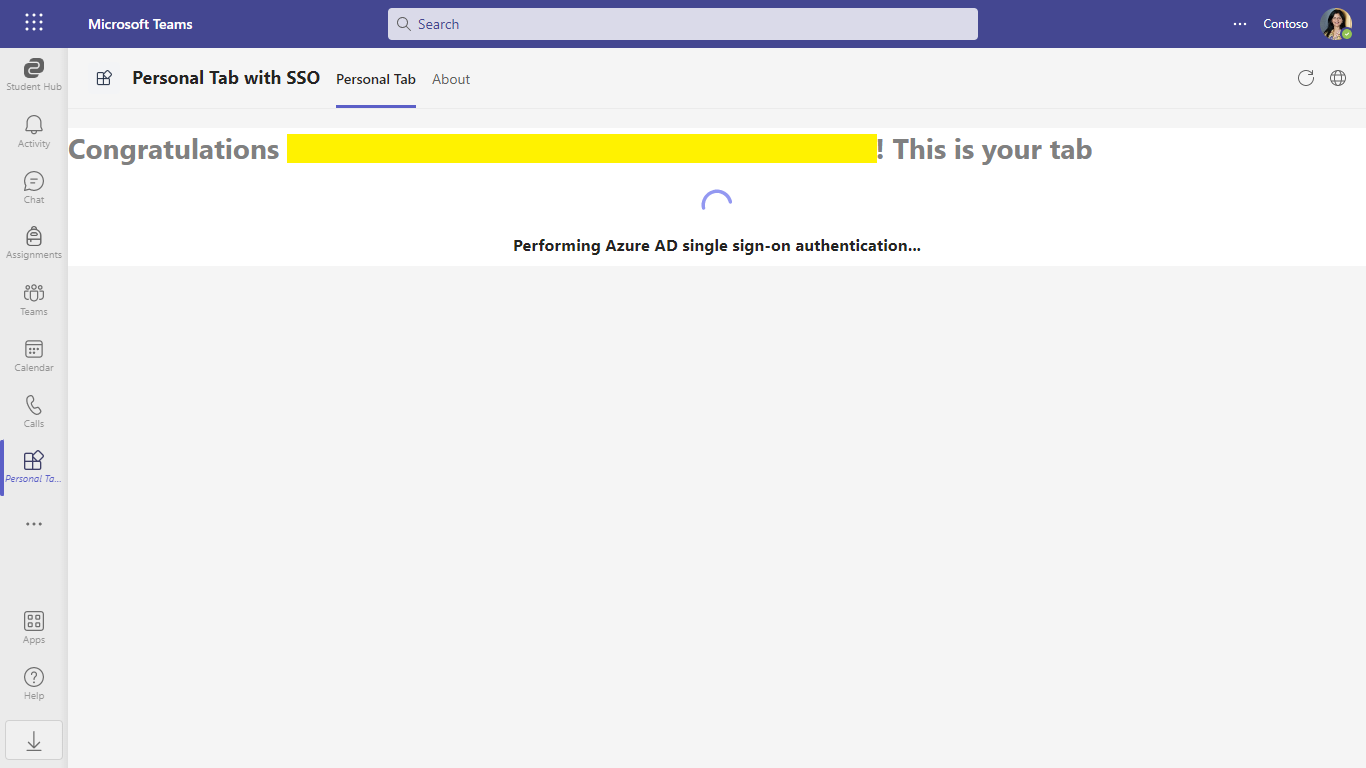 Microsoft Teams
Search
Contoso
Student Hub
Activity
Chat
Assignments
Teams
Calendar
Calls
Personal Ta...
Apps
Help
Personal Tab with SSO Personal Tab About
Congratulations ! This is your tab
Performing Azure AD single sign-on authentication...